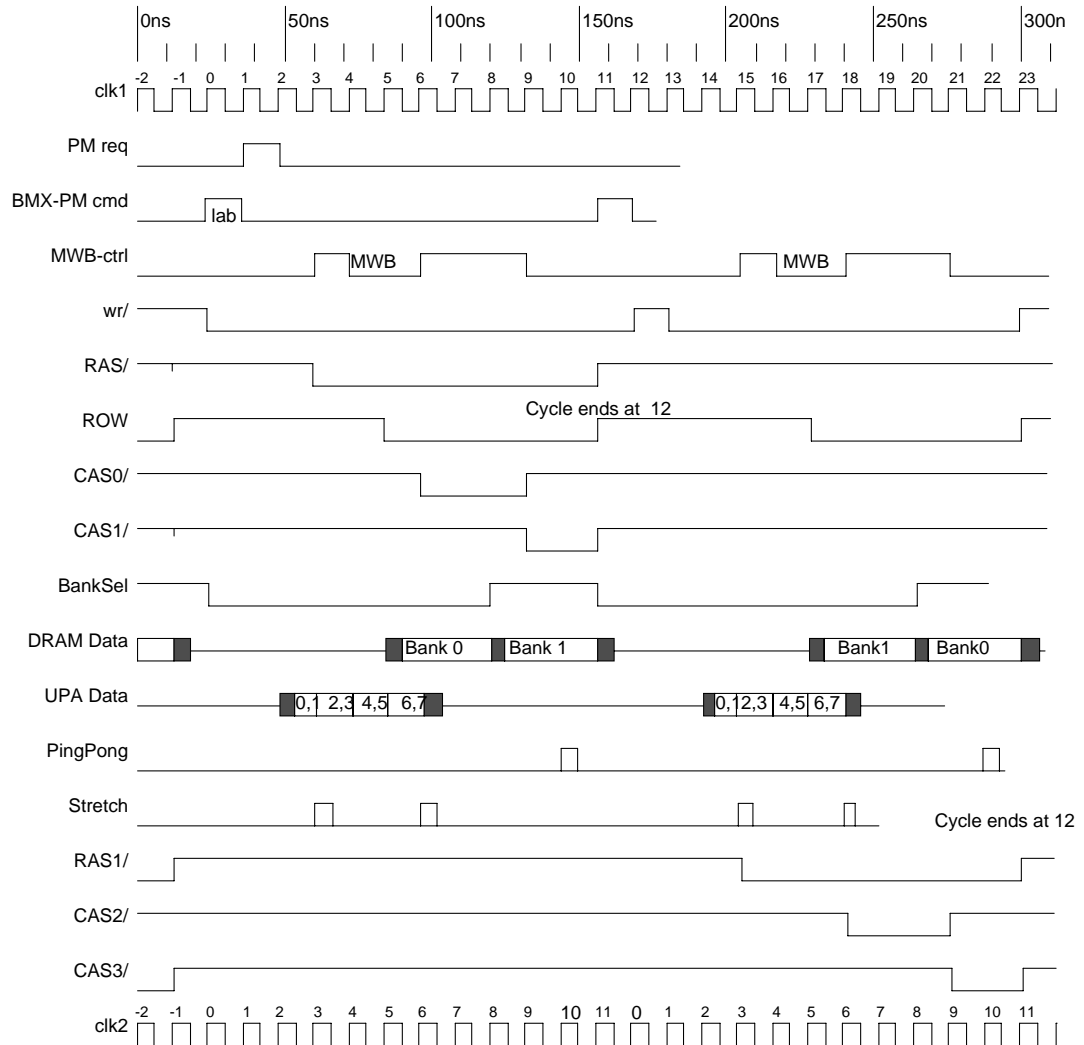 0ns 50ns 100ns 150ns 200ns 250ns 300n
-2 -1 0 1 2 3 4 5 6 7 8 9 10 11 12 13 14 15 16 17 18 19 20 21 22 23
clk1
PM req
BMX-PM cmd
lab
MWB-ctrl MWB MWB
wr/
RAS/
Cycle ends at 12
ROW
CAS0/
CAS1/
BankSel
DRAM Data Bank 0 Bank 1 Bank1 Bank0
UPA Data 0,1 2,3 4,5 6,7 0,1 2,3 4,5 6,7
PingPong
Stretch Cycle ends at 12
RAS1/
CAS2/
CAS3/
-2 -1 0 1 2 3 4 5 6 7 8 9 10 11 0 1 2 3 4 5 6 7 8 9 10 11
clk2